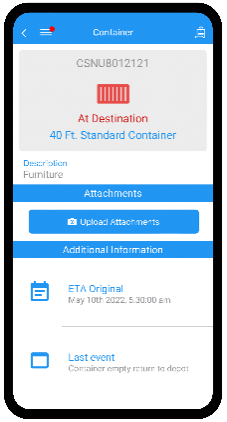 Container
CSNU8012121
At Destination
40 Ft. Standard Container
Description
Furniture
Attachments
Upload Attachments
Additional Information
ETA Original
May 10th 2022, 5:30:00 am
Last event
Container empty return to depot